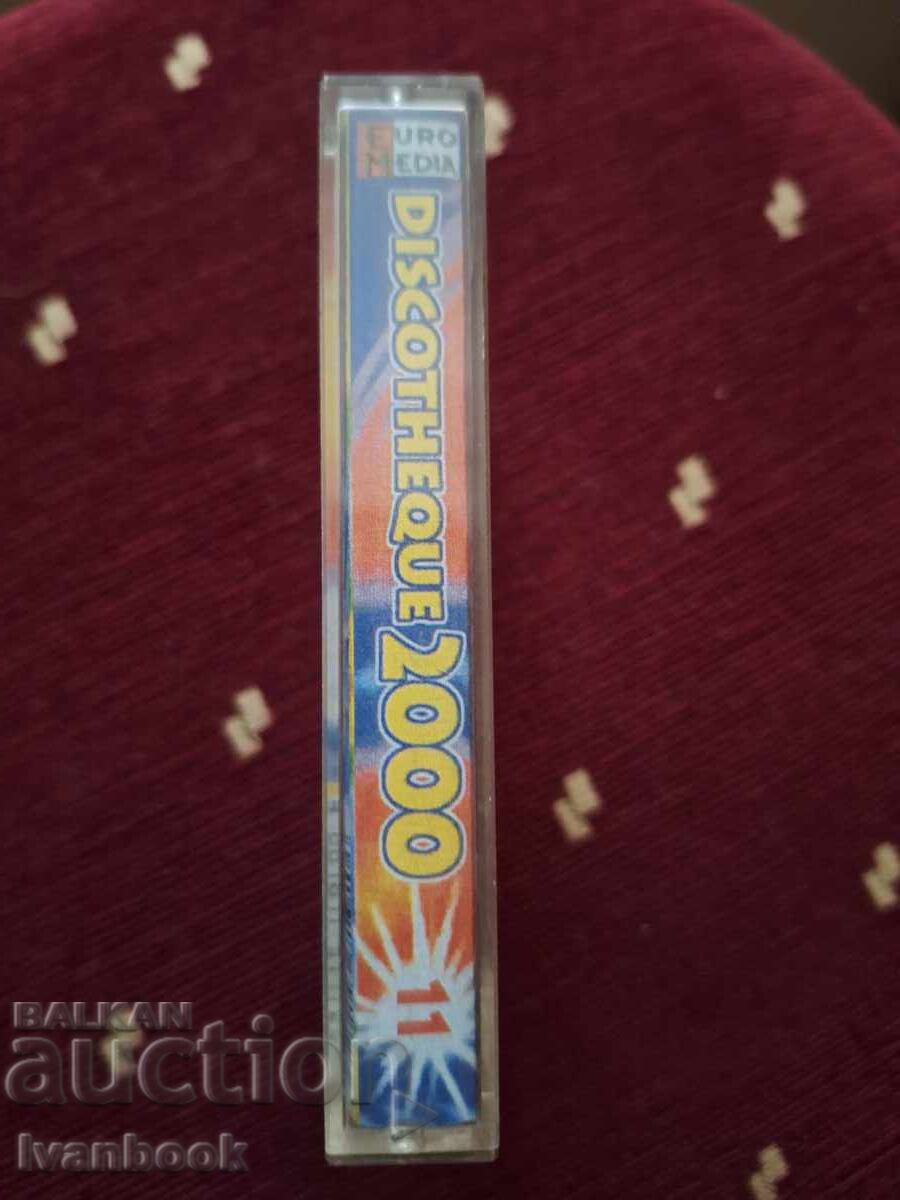 EURO
MEDIA
DISCOTHEQUE 2000
11
BALKAN
auction
Ivanbook